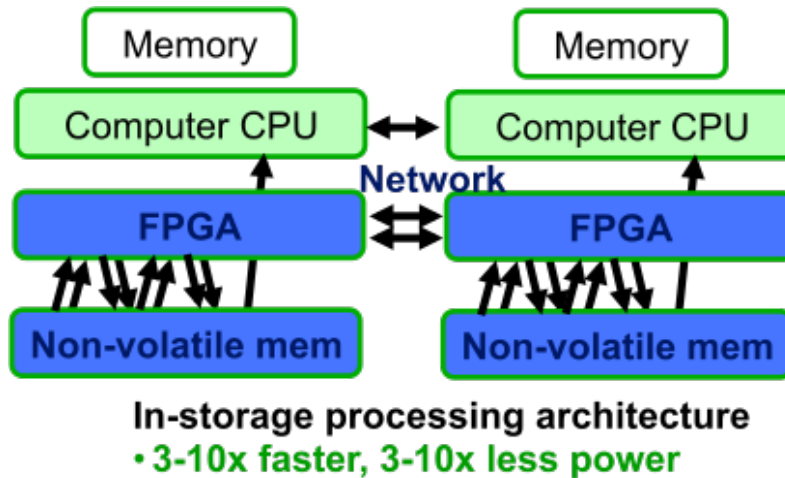 Memory Memory
Computer CPU Computer CPU
Network
FPGA FPGA
Non-volatile mem Non-volatile mem
In-storage processing architecture
• 3-10x faster, 3-10x less power